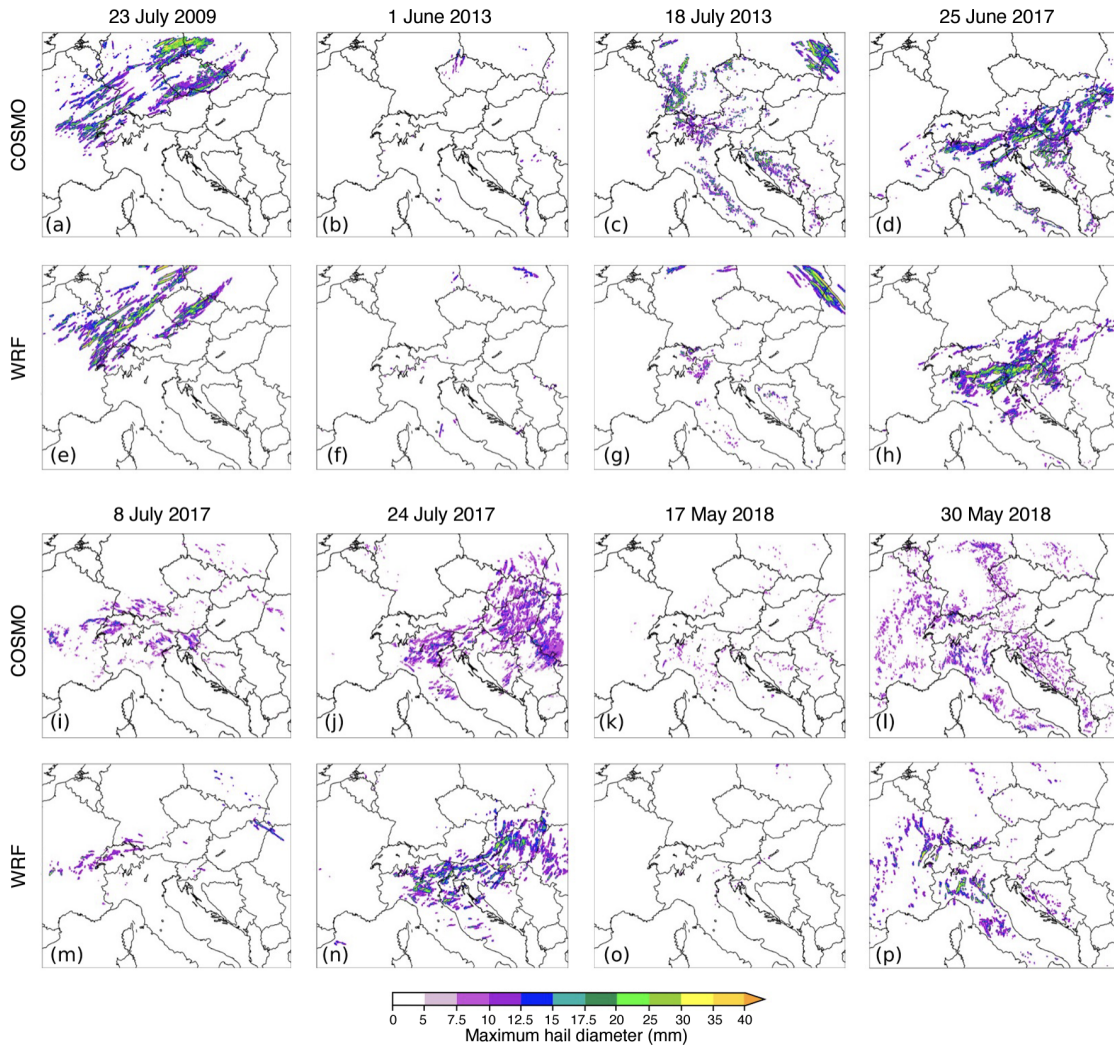 23 July 2009 1 June 2013 18 July 2013 25 June 2017
COSMO
(a) (b) (c) (d)
WRF
(e) (f) (g) (h)
8 July 2017 24 July 2017 17 May 2018 30 May 2018
COSMO
(i) (j) (k) (l)
WRF
(m) (n) (o) (p)
0 5 7.5 10 12.5 15 17.5 20 25 30 35 40
Maximum hail diameter (mm)